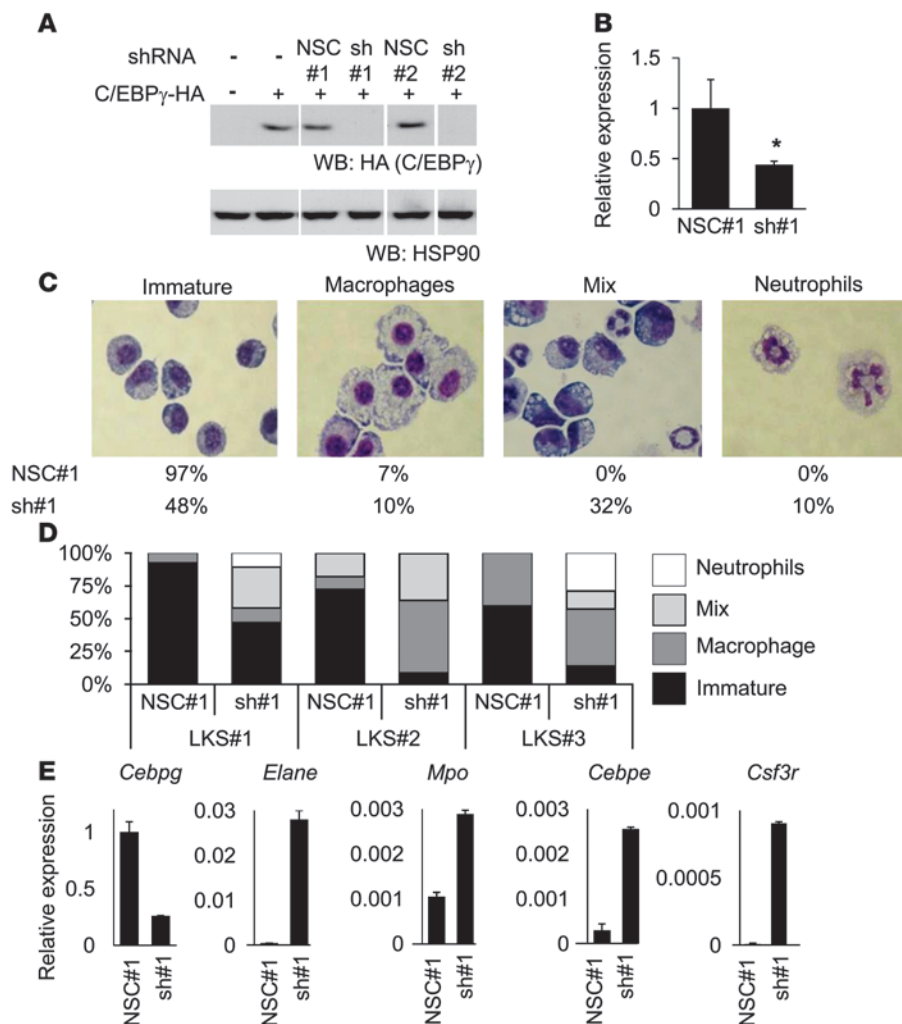 A
shRNA - - NSC #1 sh #1 NSC #2 sh #2
C/EBPγ-HA - + + + + +
WB: HA (C/EBPγ)
WB: HSP90
B
Relative expression
1.5
1
0.5
0
*
NSC#1 sh#1
C
Immature Macrophages Mix Neutrophils
NSC#1 97% 7% 0% 0%
sh#1 48% 10% 32% 10%
D
100%
75%
50%
25%
0%
NSC#1 sh#1 NSC#1 sh#1 NSC#1 sh#1
LKS#1 LKS#2 LKS#3
Neutrophils
Mix
Macrophage
Immature
E
Relative expression
Cebpg
1
0.5
0
NSC#1 sh#1
Elane
0.03
0.02
0.01
0
NSC#1 sh#1
Mpo
0.003
0.002
0.001
0
NSC#1 sh#1
Cebpe
0.003
0.002
0.001
0
NSC#1 sh#1
Csf3r
0.001
0.0005
0
NSC#1 sh#1